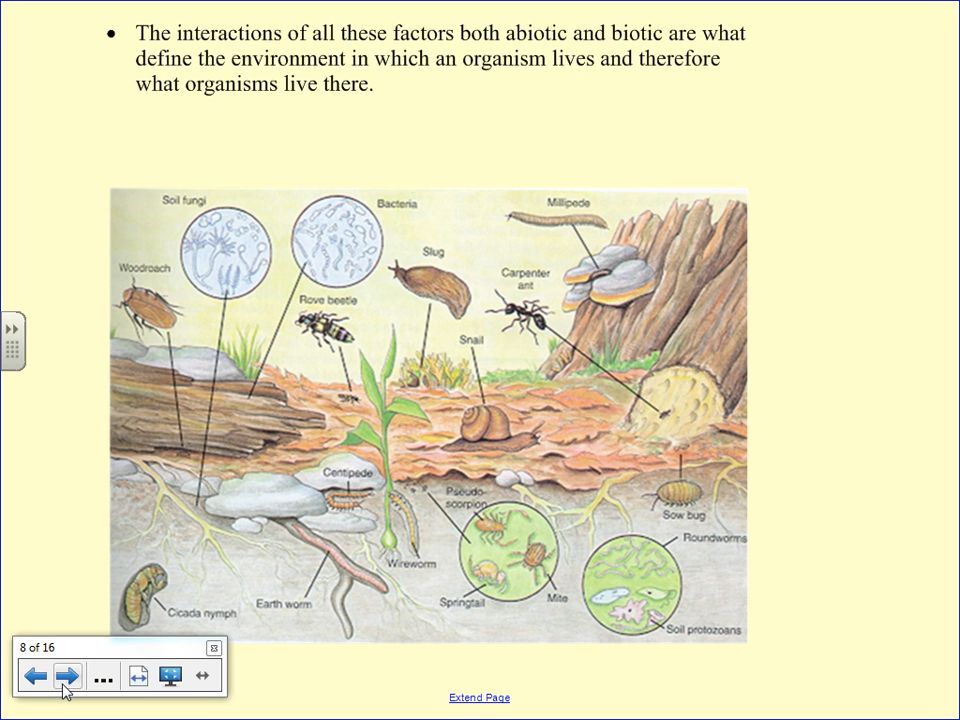 • The interactions of all these factors both abiotic and biotic are what
define the environment in which an organism lives and therefore
what organisms live there.
Soil fungi
Bacteria
Millipede
Slug
Woodroach
Carpenter
ant
Rove beetle
Snail
Centipede
Pseudo-
scorpion
Sow bug
Roundworms
Wireworm
Springtail
Mite
Earth worm
Cicada nymph
Soil protozoans
8 of 16
...
Extend Page